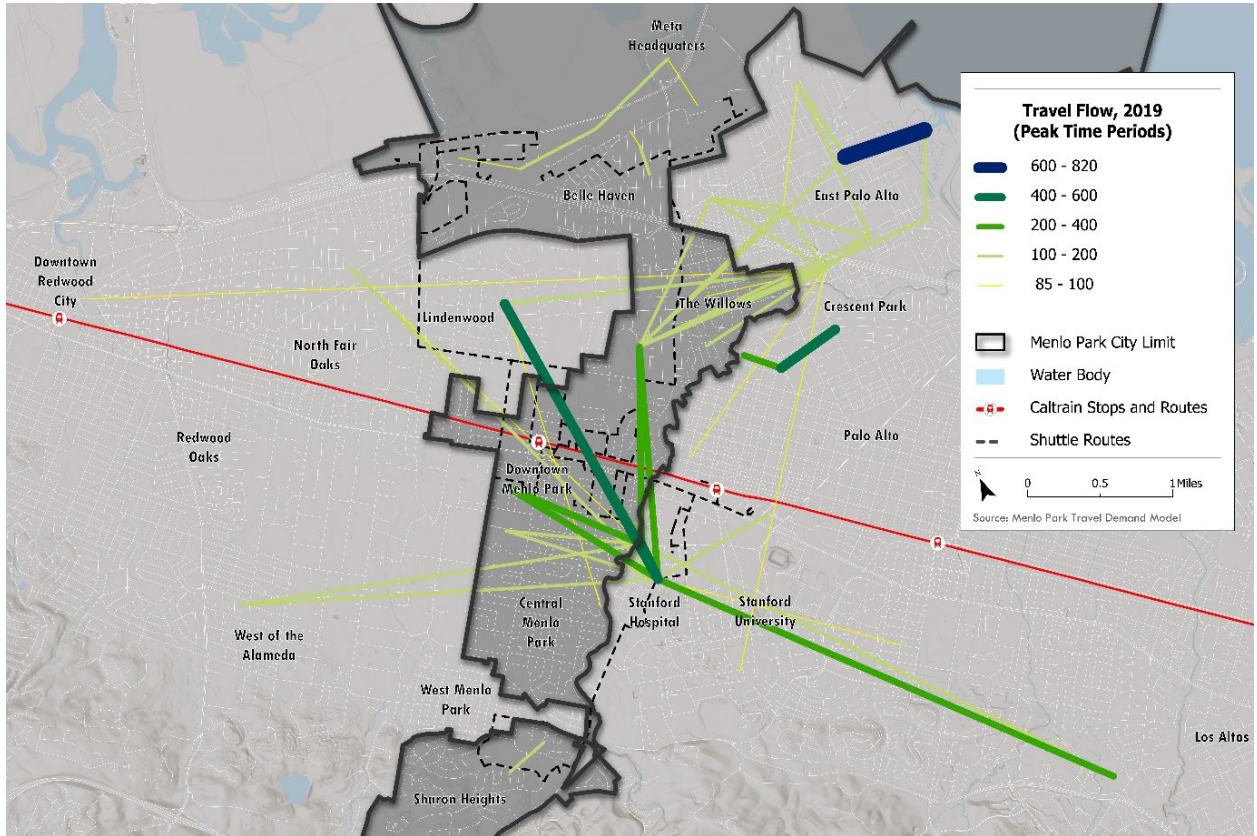 Meta
Headquaters
Belle Haven
East Palo Alto
Downtown
Redwood
City
Lindenwood
The Willows
Crescent Park
North Fair
Oaks
Redwood
Oaks
Palo Alto
Downtown
Menlo Park
Central
Menlo
Park
Stanford
Hospital
Stanford
University
West of the
Alameda
West Menlo
Park
Los Altos
Sharon Heights
Travel Flow, 2019
(Peak Time Periods)
600 - 820
400 - 600
200 - 400
100 - 200
85 - 100
Menlo Park City Limit
Water Body
Caltrain Stops and Routes
Shuttle Routes
N
0 0.5 1 Miles
Source: Menlo Park Travel Demand Model